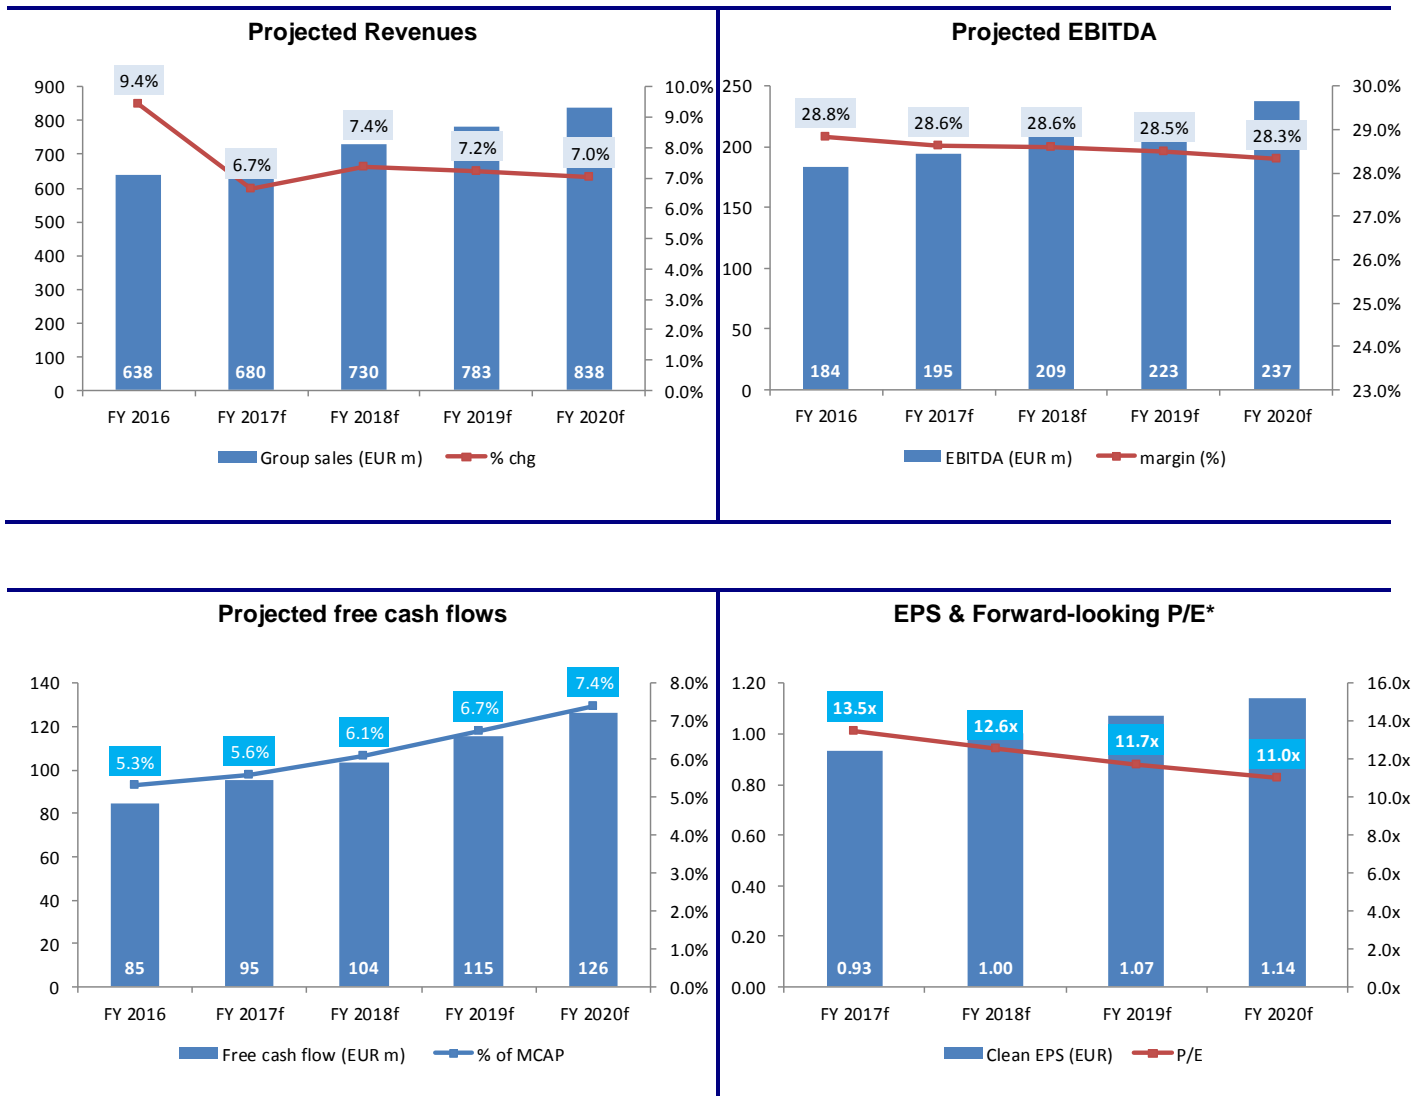 Projected Revenues
9.4%
7.4%
7.2%
7.0%
6.7%
900
800
700
600
500
400
300
200
100
0
10.0%
9.0%
8.0%
7.0%
6.0%
5.0%
4.0%
3.0%
2.0%
1.0%
0.0%
638 680 730 783 838
FY 2016 FY 2017f FY 2018f FY 2019f FY 2020f
Group sales (EUR m) % chg
Projected EBITDA
28.8% 28.6% 28.6% 28.5% 28.3%
250
200
150
100
50
0
30.0%
29.0%
28.0%
27.0%
26.0%
25.0%
24.0%
23.0%
184 195 209 223 237
FY 2016 FY 2017f FY 2018f FY 2019f FY 2020f
EBITDA (EUR m) margin (%)
Projected free cash flows
5.3% 5.6% 6.1% 6.7% 7.4%
140
120
100
80
60
40
20
0
8.0%
7.0%
6.0%
5.0%
4.0%
3.0%
2.0%
1.0%
0.0%
85 95 104 115 126
FY 2016 FY 2017f FY 2018f FY 2019f FY 2020f
Free cash flow (EUR m) % of MCAP
EPS & Forward-looking P/E*
13.5x 12.6x 11.7x 11.0x
1.20
1.00
0.80
0.60
0.40
0.20
0.00
16.0x
14.0x
12.0x
10.0x
8.0x
6.0x
4.0x
2.0x
0.0x
0.93 1.00 1.07 1.14
FY 2017f FY 2018f FY 2019f FY 2020f
Clean EPS (EUR) P/E